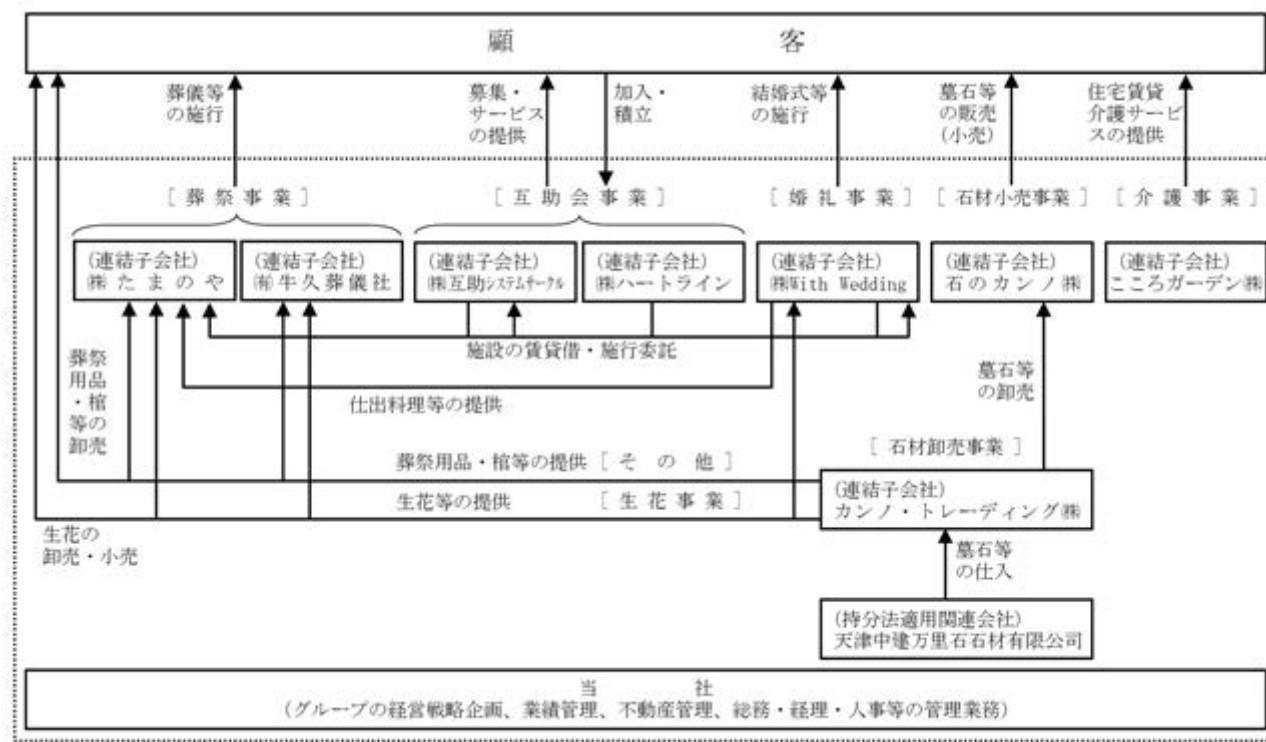 顧 客
葬儀等
の施行
募集・
サービス
の提供
加入・
積立
結婚式等
の施行
墓石等
の販売
(小売)
住宅賃貸
介護サービ
スの提供
[ 葬 祭 事 業 ]
[ 互 助 会 事 業 ]
[ 婚 礼 事 業 ]
[ 石材小売事業 ]
[ 介 護 事 業 ]
(連結子会社)
㈱たまのや
(連結子会社)
㈲牛久葬儀社
(連結子会社)
㈱互助システムサークル
(連結子会社)
㈱ハートライン
(連結子会社)
㈱With Wedding
(連結子会社)
石のカンノ㈱
(連結子会社)
こころガーデン㈱
施設の賃貸借・施行委託
葬祭
用品
・棺
等の
卸売
仕出料理等の提供
墓石等
の卸売
[ 石材卸売事業 ]
葬祭用品・棺等の提供 [ そ の 他 ]
生花等の提供 [ 生 花 事 業 ]
(連結子会社)
カンノ・トレーディング㈱
生花の
卸売・小売
墓石等
の仕入
(持分法適用関連会社)
天津中建万里石石材有限公司
当 社
(グループの経営戦略企画、業績管理、不動産管理、総務・経理・人事等の管理業務)